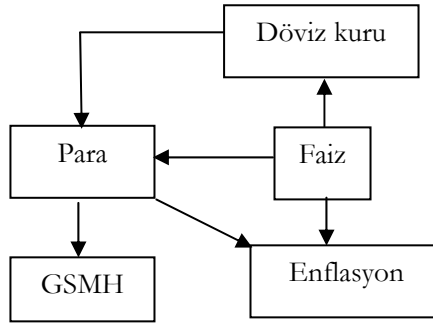 Döviz kuru
Para
Faiz
GSMH
Enflasyon